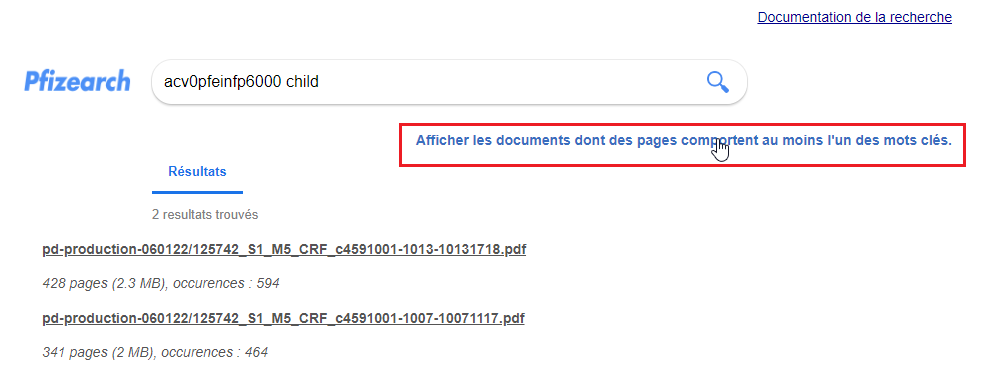 Documentation de la recherche
Pfizearch
acv0pfeinfp6000 child
Afficher les documents dont des pages comportent au moins l'un des mots clés.
Résultats
2 resultats trouvés
pd-production-060122/125742_S1_M5_CRF_c4591001-1013-10131718.pdf
428 pages (2.3 MB), occurences : 594
pd-production-060122/125742_S1_M5_CRF_c4591001-1007-10071117.pdf
341 pages (2 MB), occurences : 464